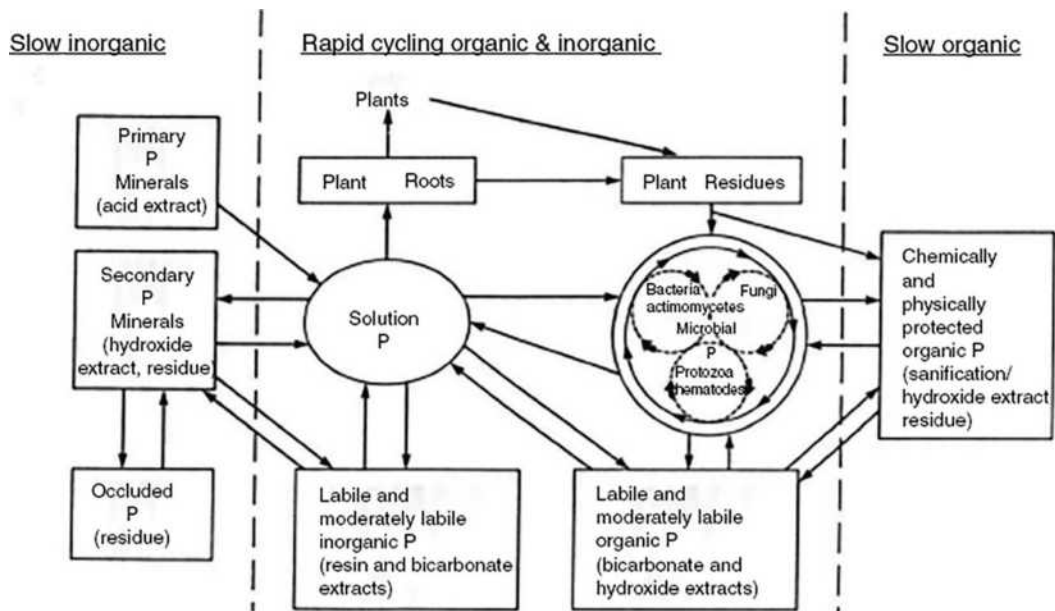 Slow inorganic
Rapid cycling organic & inorganic
Slow organic
Plants
Primary
P
Minerals
(acid extract)
Plant Roots
Plant Residues
Secondary
P
Minerals
(hydroxide
extract, residue)
Solution
P
Bacteria
actimomycetes
Fungi
Microbial
P
Protozoa
hematodes
Chemically
and
physically
protected
organic P
(sanification/
hydroxide extract
residue)
Occluded
P
(residue)
Labile and
moderately labile
inorganic P
(resin and bicarbonate
extracts)
Labile and
moderately labile
organic P
(bicarbonate and
hydroxide extracts)